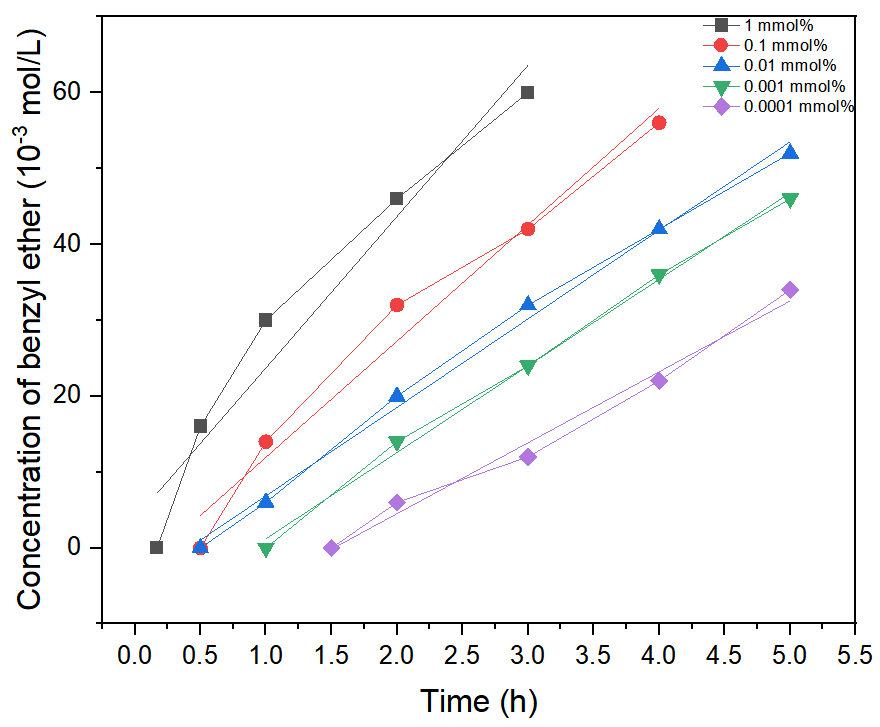 1 mmol%
0.1 mmol%
0.01 mmol%
0.001 mmol%
0.0001 mmol%
Concentration of benzyl ether (10⁻³ mol/L)
60
40
20
0
0.0 0.5 1.0 1.5 2.0 2.5 3.0 3.5 4.0 4.5 5.0 5.5
Time (h)